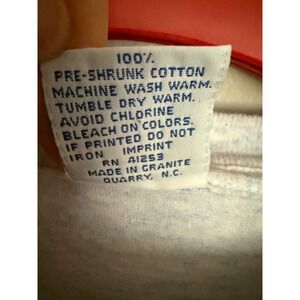 100%
PRE-SHRUNK COTTON
MACHINE WASH WARM.
TUMBLE DRY WARM.
AVOID CHLORINE
BLEACH ON COLORS.
IF PRINTED DO NOT
IRON IMPRINT
RN 41253
MADE IN GRANITE
QUARRY, N.C.